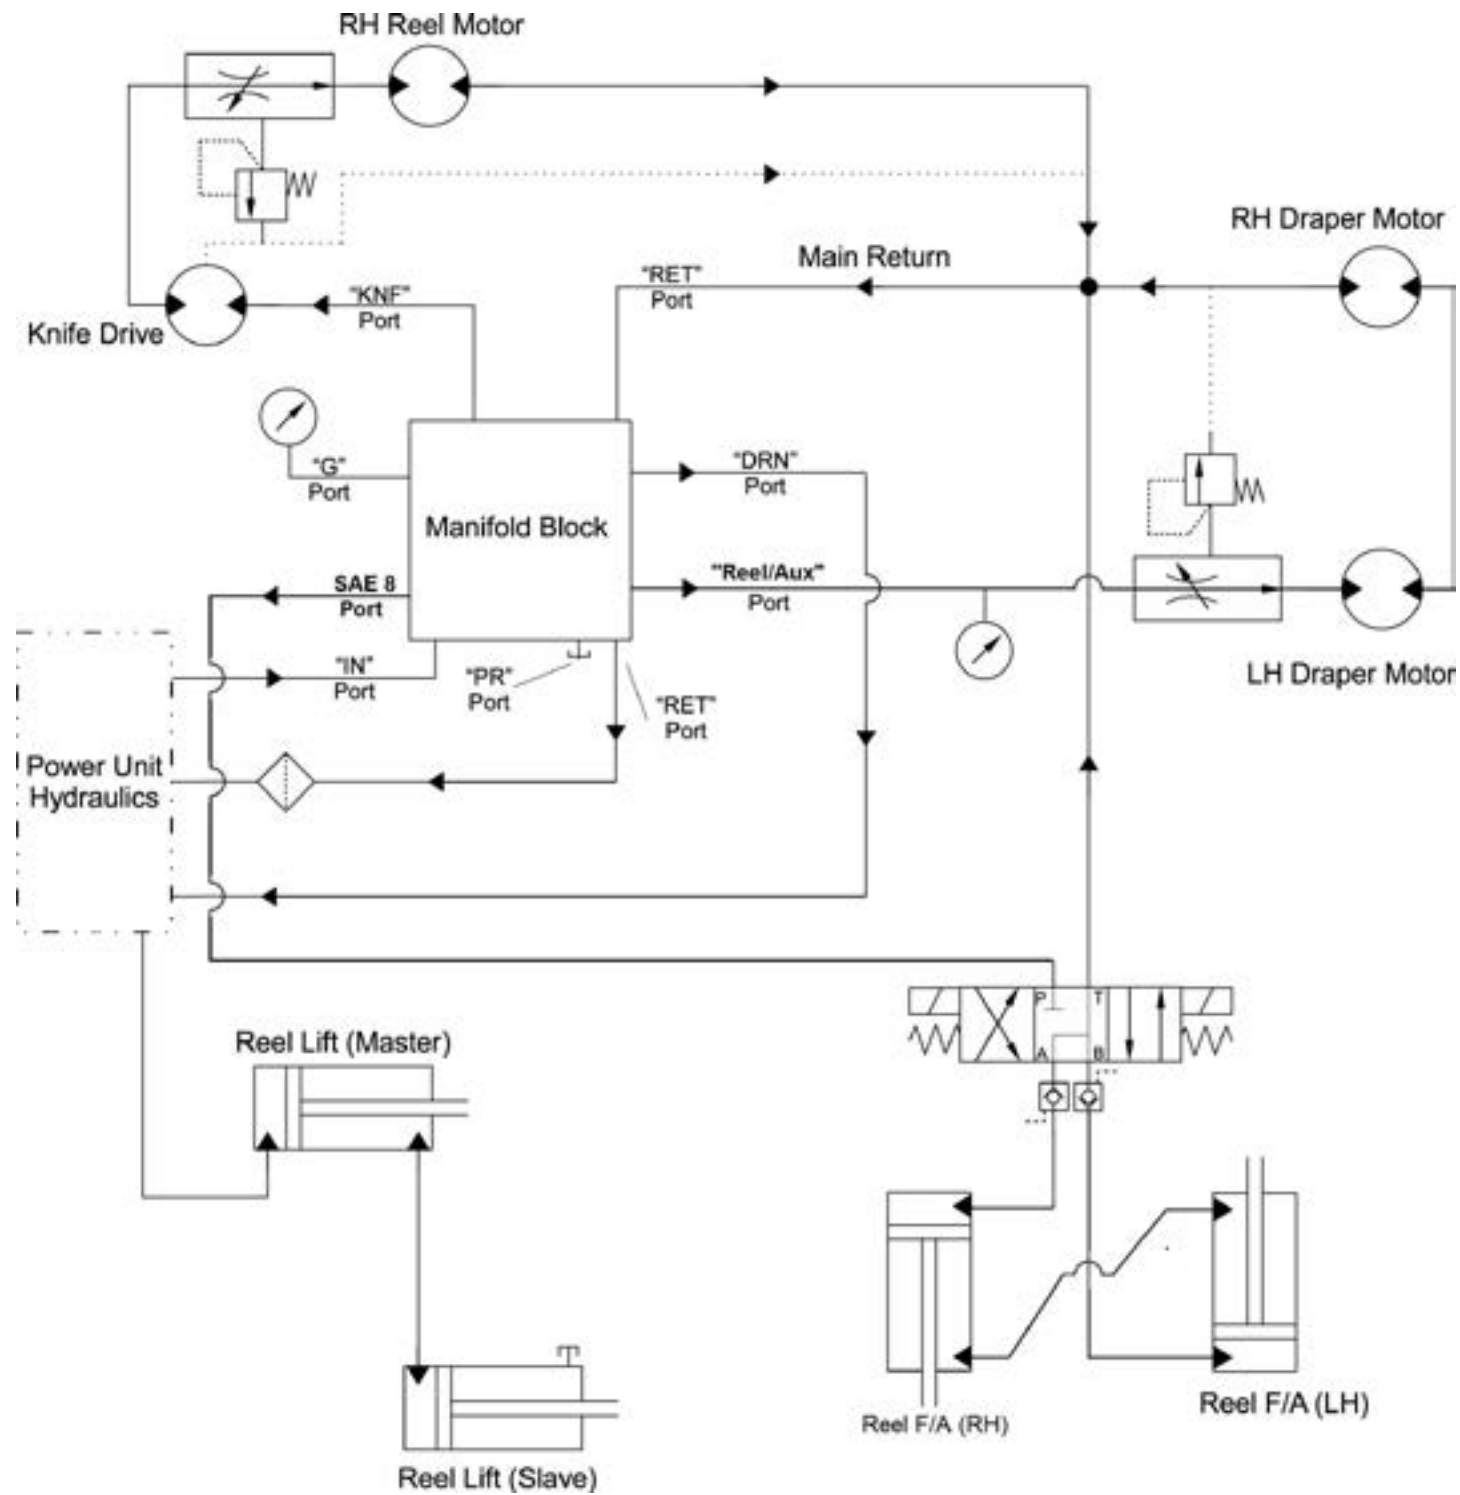 RH Reel Motor
RH Draper Motor
Main Return
"RET"
Port
"KNF"
Port
Knife Drive
"G"
Port
"DRN"
Port
Manifold Block
SAE 8
Port
"Reel/Aux"
Port
"IN"
Port
"PR"
Port
"RET"
Port
LH Draper Motor
Power Unit
Hydraulics
P T
A B
Reel Lift (Master)
Reel F/A (LH)
Reel F/A (RH)
Reel Lift (Slave)